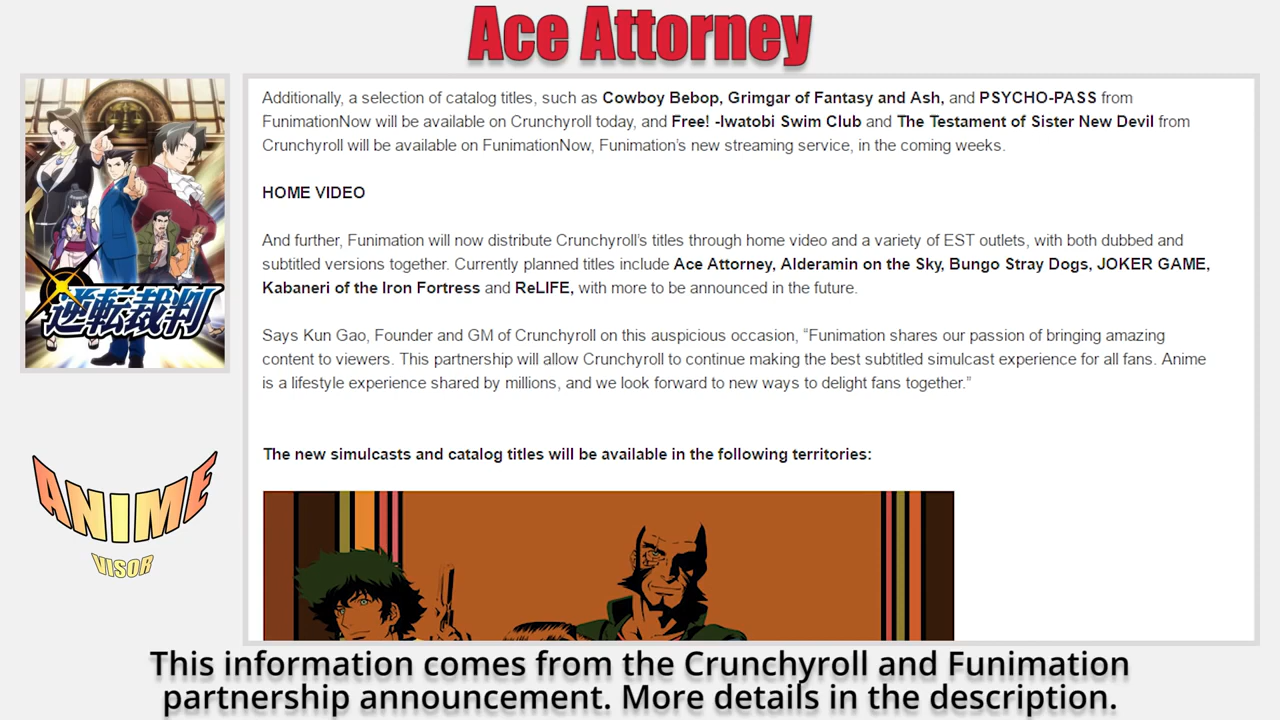 Ace Attorney
Additionally, a selection of catalog titles, such as Cowboy Bebop, Grimgar of Fantasy and Ash, and PSYCHO-PASS from
FunimationNow will be available on Crunchyroll today, and Free! -Iwatobi Swim Club and The Testament of Sister New Devil from
Crunchyroll will be available on FunimationNow, Funimation’s new streaming service, in the coming weeks.
HOME VIDEO
And further, Funimation will now distribute Crunchyroll’s titles through home video and a variety of EST outlets, with both dubbed and
subtitled versions together. Currently planned titles include Ace Attorney, Alderamin on the Sky, Bungo Stray Dogs, JOKER GAME,
Kabaneri of the Iron Fortress and ReLIFE, with more to be announced in the future.
Says Kun Gao, Founder and GM of Crunchyroll on this auspicious occasion, “Funimation shares our passion of bringing amazing
content to viewers. This partnership will allow Crunchyroll to continue making the best subtitled simulcast experience for all fans. Anime
is a lifestyle experience shared by millions, and we look forward to new ways to delight fans together.”
The new simulcasts and catalog titles will be available in the following territories:
逆転裁判
ANIME
VISOR
This information comes from the Crunchyroll and Funimation
partnership announcement. More details in the description.